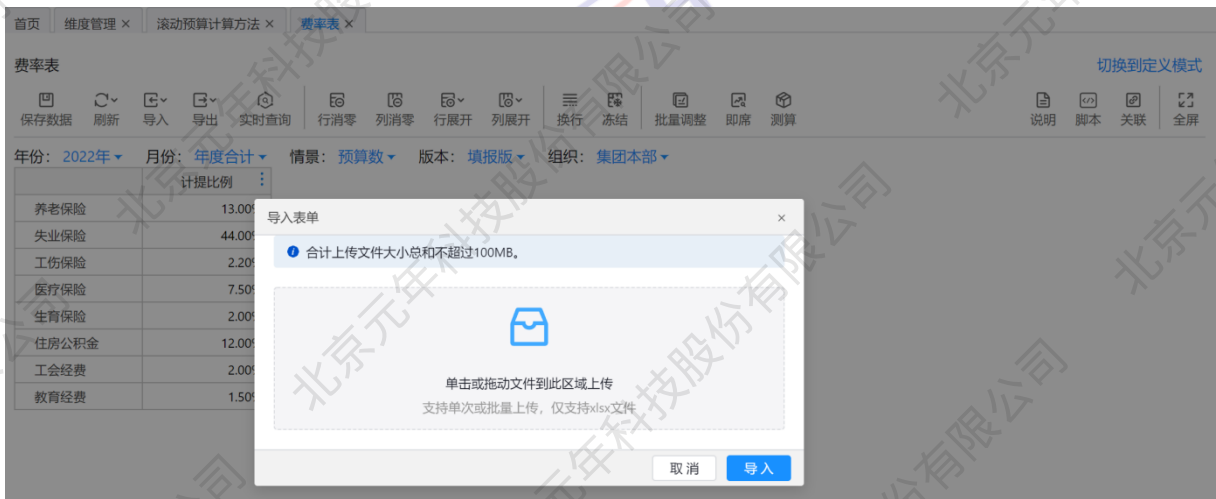 首页 维度管理 × 滚动预算计算方法 × 费率表 ×
费率表 切换到定义模式
保存数据 刷新 导入 导出 实时查询 行消零 列消零 行展开 列展开 换行 冻结 批量调整 即席 测算 说明 脚本 关联 全屏
年份： 2022年 月份： 年度合计 情景： 预算数 版本： 填报版 组织： 集团本部
计提比例
养老保险 13.00%
失业保险 44.00%
工伤保险 2.20%
医疗保险 7.50%
生育保险 2.00%
住房公积金 12.00%
工会经费 2.00%
教育经费 1.50%
导入表单 ×
合计上传文件大小总和不超过100MB。
单击或拖动文件到此区域上传
支持单次或批量上传，仅支持xlsx文件
取消 导入
北京元年科技股份有限公司